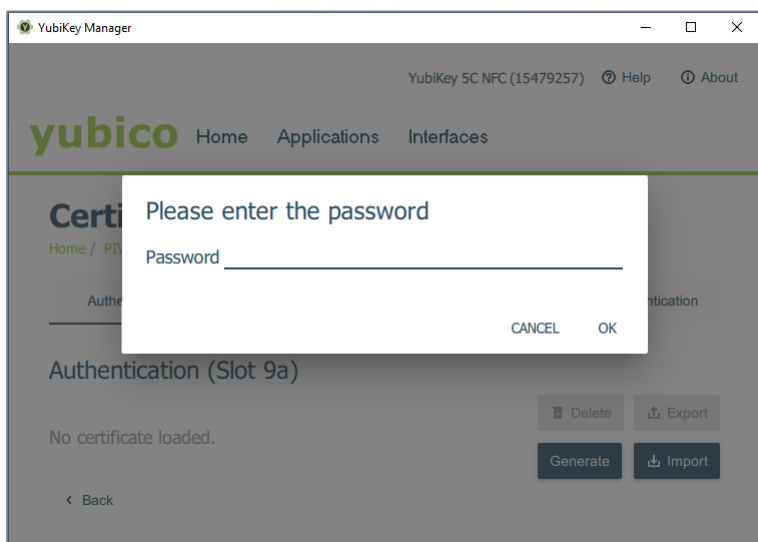 YubiKey Manager
YubiKey 5C NFC (15479257) Help About
yubico Home Applications Interfaces
Certi
Home / PIV
Please enter the password
Password
CANCEL OK
Authe ntication
Authentication (Slot 9a)
Delete Export
No certificate loaded.
Generate Import
Back